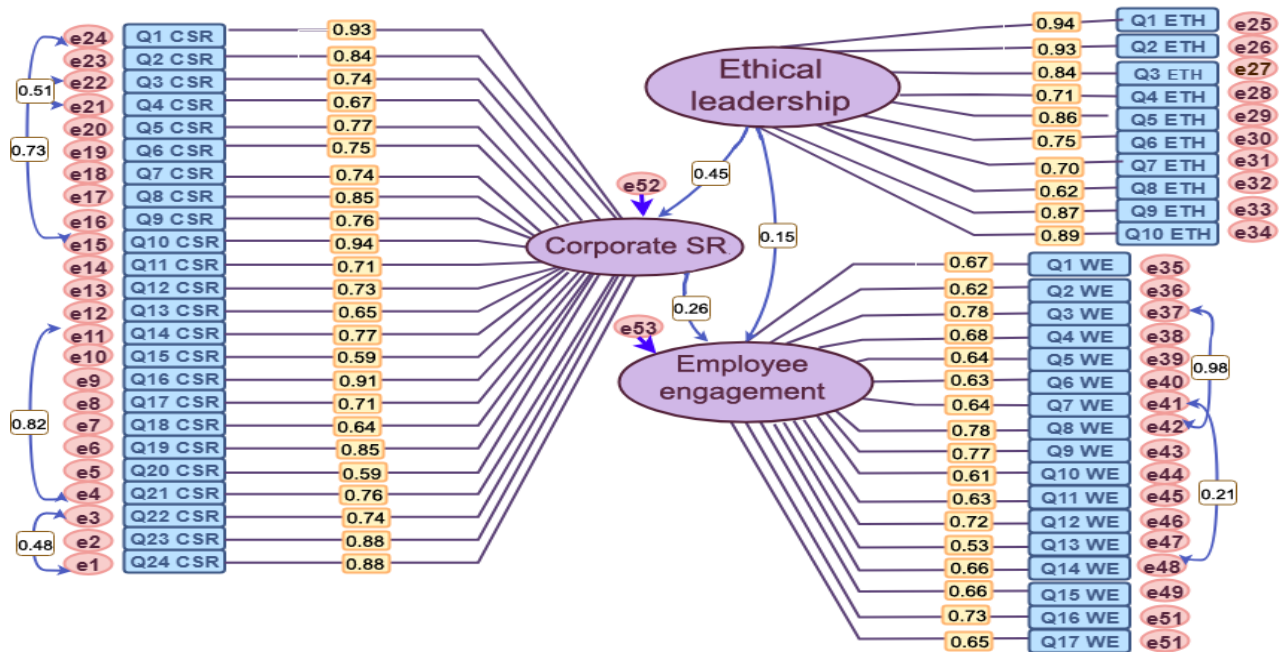 e24 Q1 CSR 0.93
e23 Q2 CSR 0.84
e22 Q3 CSR 0.74
e21 Q4 CSR 0.67
e20 Q5 CSR 0.77
e19 Q6 CSR 0.75
e18 Q7 CSR 0.74
e17 Q8 CSR 0.85
e16 Q9 CSR 0.76
e15 Q10 CSR 0.94
e14 Q11 CSR 0.71
e13 Q12 CSR 0.73
e12 Q13 CSR 0.65
e11 Q14 CSR 0.77
e10 Q15 CSR 0.59
e9 Q16 CSR 0.91
e8 Q17 CSR 0.71
e7 Q18 CSR 0.64
e6 Q19 CSR 0.85
e5 Q20 CSR 0.59
e4 Q21 CSR 0.76
e3 Q22 CSR 0.74
e2 Q23 CSR 0.88
e1 Q24 CSR 0.88
0.51
0.73
0.82
0.48
Ethical
leadership
0.45
0.15
e52
Corporate SR
0.26
e53
Employee
engagement
0.94 Q1 ETH e25
0.93 Q2 ETH e26
0.84 Q3 ETH e27
0.71 Q4 ETH e28
0.86 Q5 ETH e29
0.75 Q6 ETH e30
0.70 Q7 ETH e31
0.62 Q8 ETH e32
0.87 Q9 ETH e33
0.89 Q10 ETH e34
0.67 Q1 WE e35
0.62 Q2 WE e36
0.78 Q3 WE e37
0.68 Q4 WE e38
0.64 Q5 WE e39
0.63 Q6 WE e40
0.64 Q7 WE e41
0.78 Q8 WE e42
0.77 Q9 WE e43
0.61 Q10 WE e44
0.63 Q11 WE e45
0.72 Q12 WE e46
0.53 Q13 WE e47
0.66 Q14 WE e48
0.66 Q15 WE e49
0.73 Q16 WE e51
0.65 Q17 WE e51
0.98
0.21